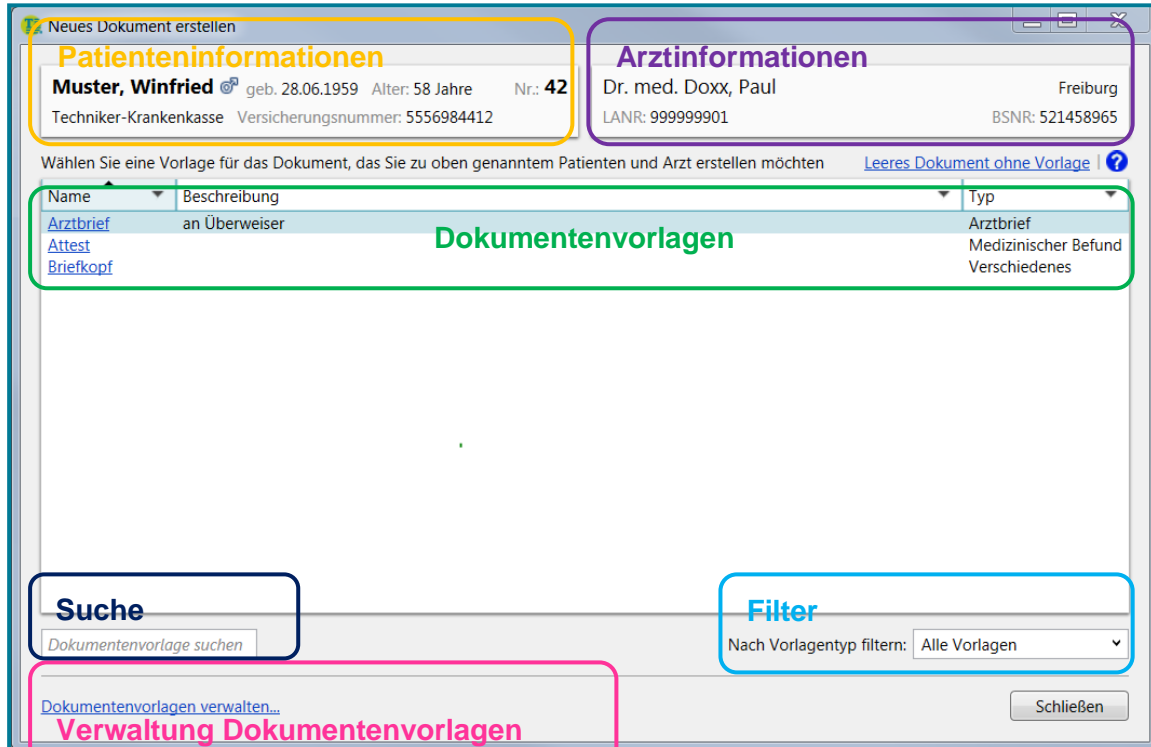 Neues Dokument erstellen
Patienteninformationen
Arztinformationen
Muster, Winfried geb. 28.06.1959 Alter: 58 Jahre Nr.: 42
Dr. med. Doxx, Paul Freiburg
Techniker-Krankenkasse Versicherungsnummer: 5556984412
LANR: 999999901 BSNR: 521458965
Wählen Sie eine Vorlage für das Dokument, das Sie zu oben genanntem Patienten und Arzt erstellen möchten Leeres Dokument ohne Vorlage | ?
Name Beschreibung Typ
Arztbrief an Überweiser Arztbrief
Dokumentenvorlagen
Attest Medizinischer Befund
Briefkopf Verschiedenes
Suche
Filter
Dokumentenvorlage suchen
Nach Vorlagentyp filtern: Alle Vorlagen
Dokumentenvorlagen verwalten... Schließen
Verwaltung Dokumentenvorlagen